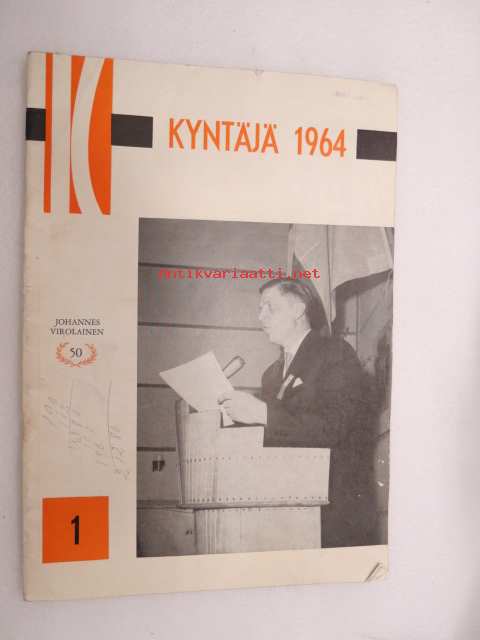 KYNTÄJÄ 1964
antikvariaatti.net
JOHANNES
VIROLAINEN
50
1